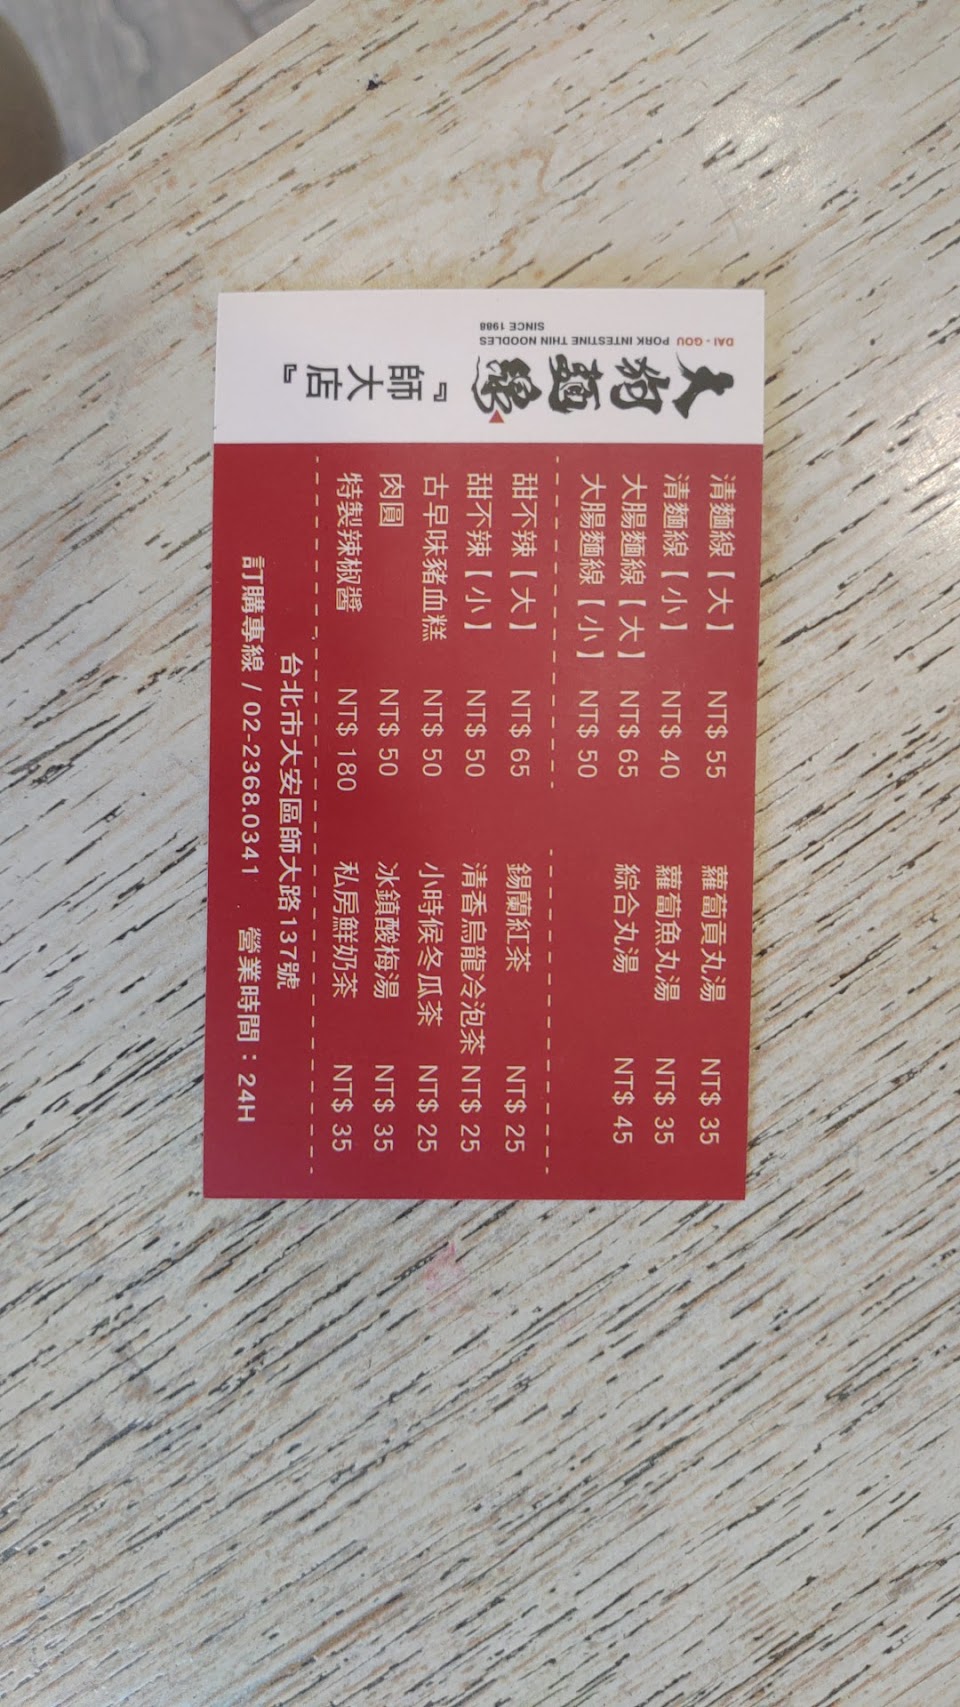 大狗麵線
DAI - GOU PORK INTESTINE THIN NOODLES
SINCE 1988
『師大店』
清麵線【大】 NT$ 55
清麵線【小】 NT$ 40
大腸麵線【大】 NT$ 65
大腸麵線【小】 NT$ 50
蘿蔔貢丸湯 NT$ 35
蘿蔔魚丸湯 NT$ 35
綜合丸湯 NT$ 45
甜不辣【大】 NT$ 65
甜不辣【小】 NT$ 50
古早味豬血糕 NT$ 50
肉圓 NT$ 50
特製辣椒醬 NT$ 180
錫蘭紅茶 NT$ 25
清香烏龍冷泡茶 NT$ 25
小時候冬瓜茶 NT$ 25
冰鎮酸梅湯 NT$ 35
私房鮮奶茶 NT$ 35
台北市大安區師大路137號
訂購專線 / 02-2368.0341 營業時間：24H